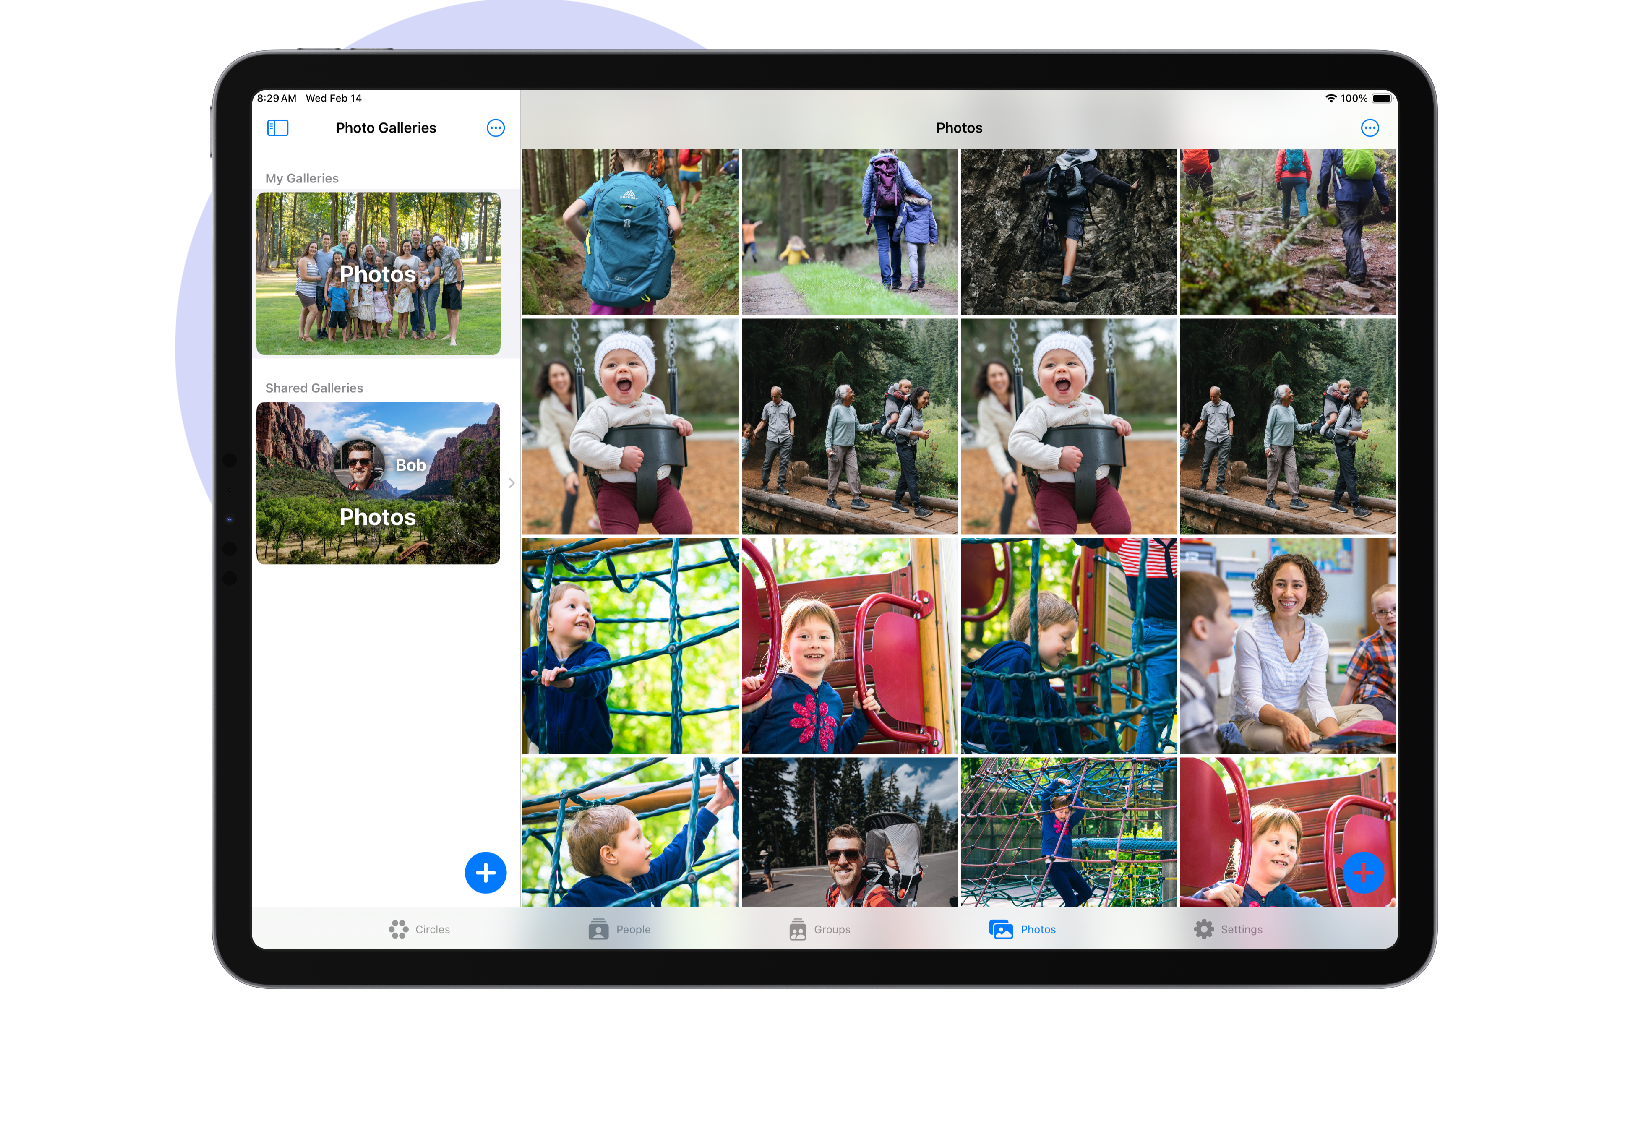 8:29 AM Wed Feb 14
100%
Photo Galleries
Photos
My Galleries
Photos
Shared Galleries
Bob
Photos
Circles
People
Groups
Photos
Settings